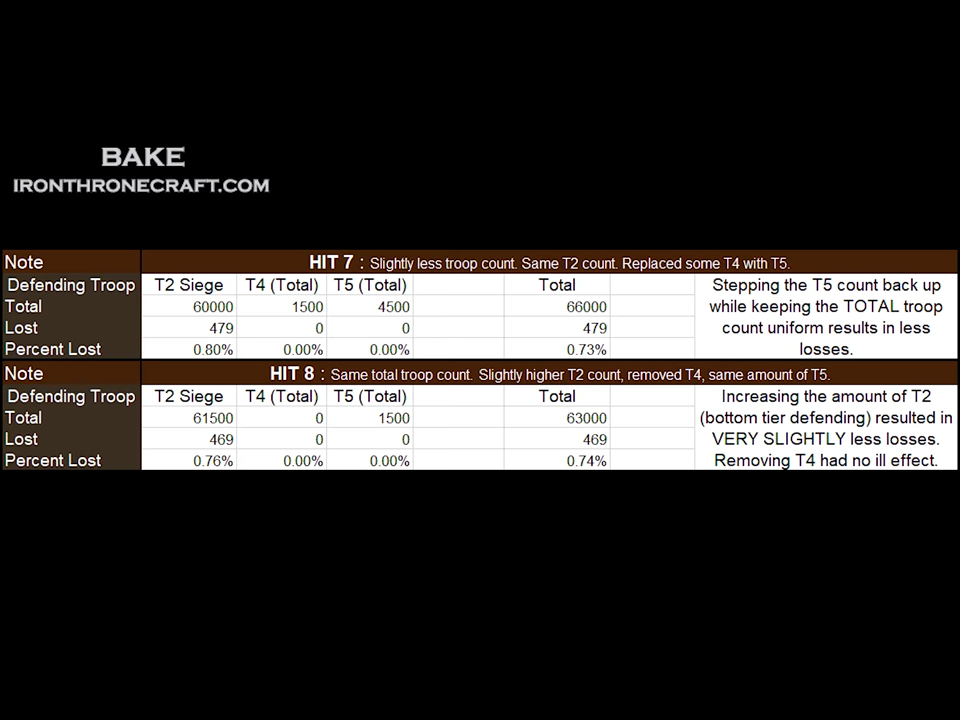 BAKE
IRONTHRONECRAFT.COM
Note HIT 7 : Slightly less troop count. Same T2 count. Replaced some T4 with T5.
Defending Troop T2 Siege T4 (Total) T5 (Total) Total Stepping the T5 count back up
Total 60000 1500 4500 66000 while keeping the TOTAL troop
Lost 479 0 0 479 count uniform results in less
Percent Lost 0.80% 0.00% 0.00% 0.73% losses.
Note HIT 8 : Same total troop count. Slightly higher T2 count, removed T4, same amount of T5.
Defending Troop T2 Siege T4 (Total) T5 (Total) Total Increasing the amount of T2
Total 61500 0 1500 63000 (bottom tier defending) resulted in
Lost 469 0 0 469 VERY SLIGHTLY less losses.
Percent Lost 0.76% 0.00% 0.00% 0.74% Removing T4 had no ill effect.